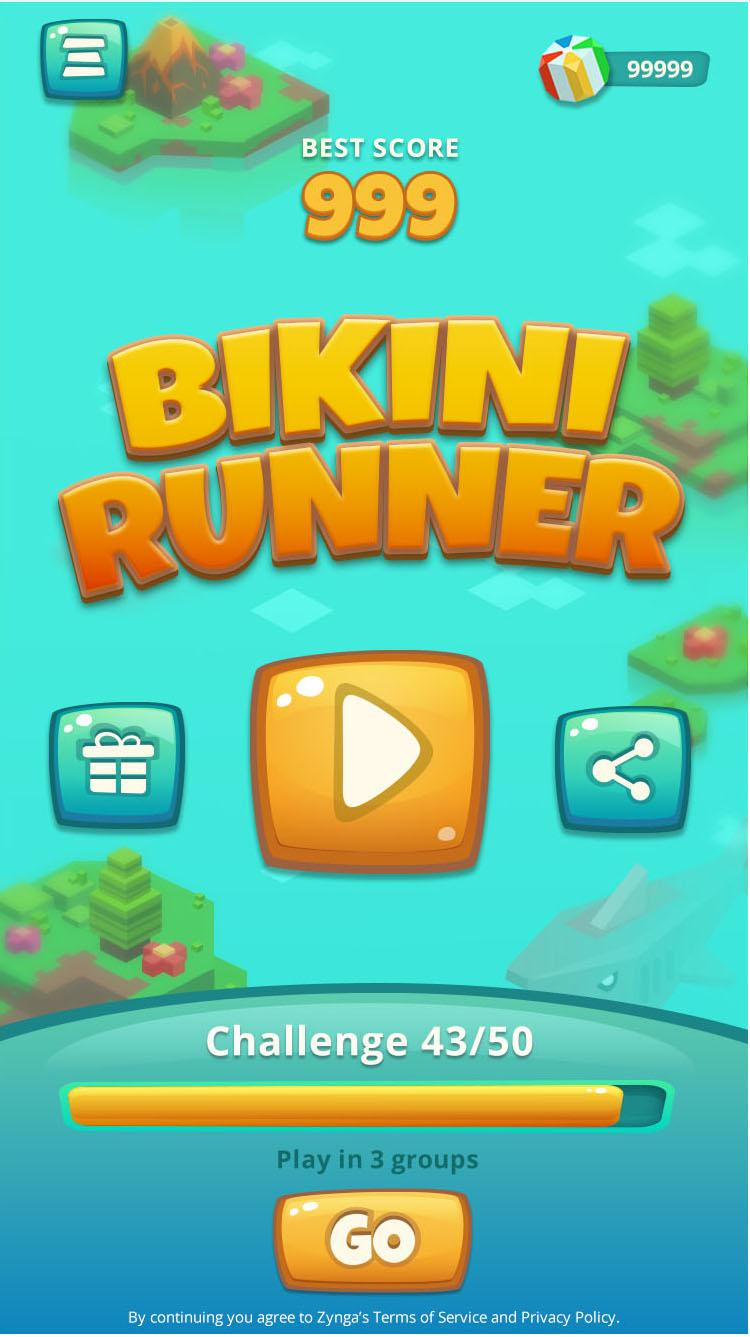 99999
BEST SCORE
999
BIKINI
RUNNER
Challenge 43/50
Play in 3 groups
GO
By continuing you agree to Zynga’s Terms of Service and Privacy Policy.